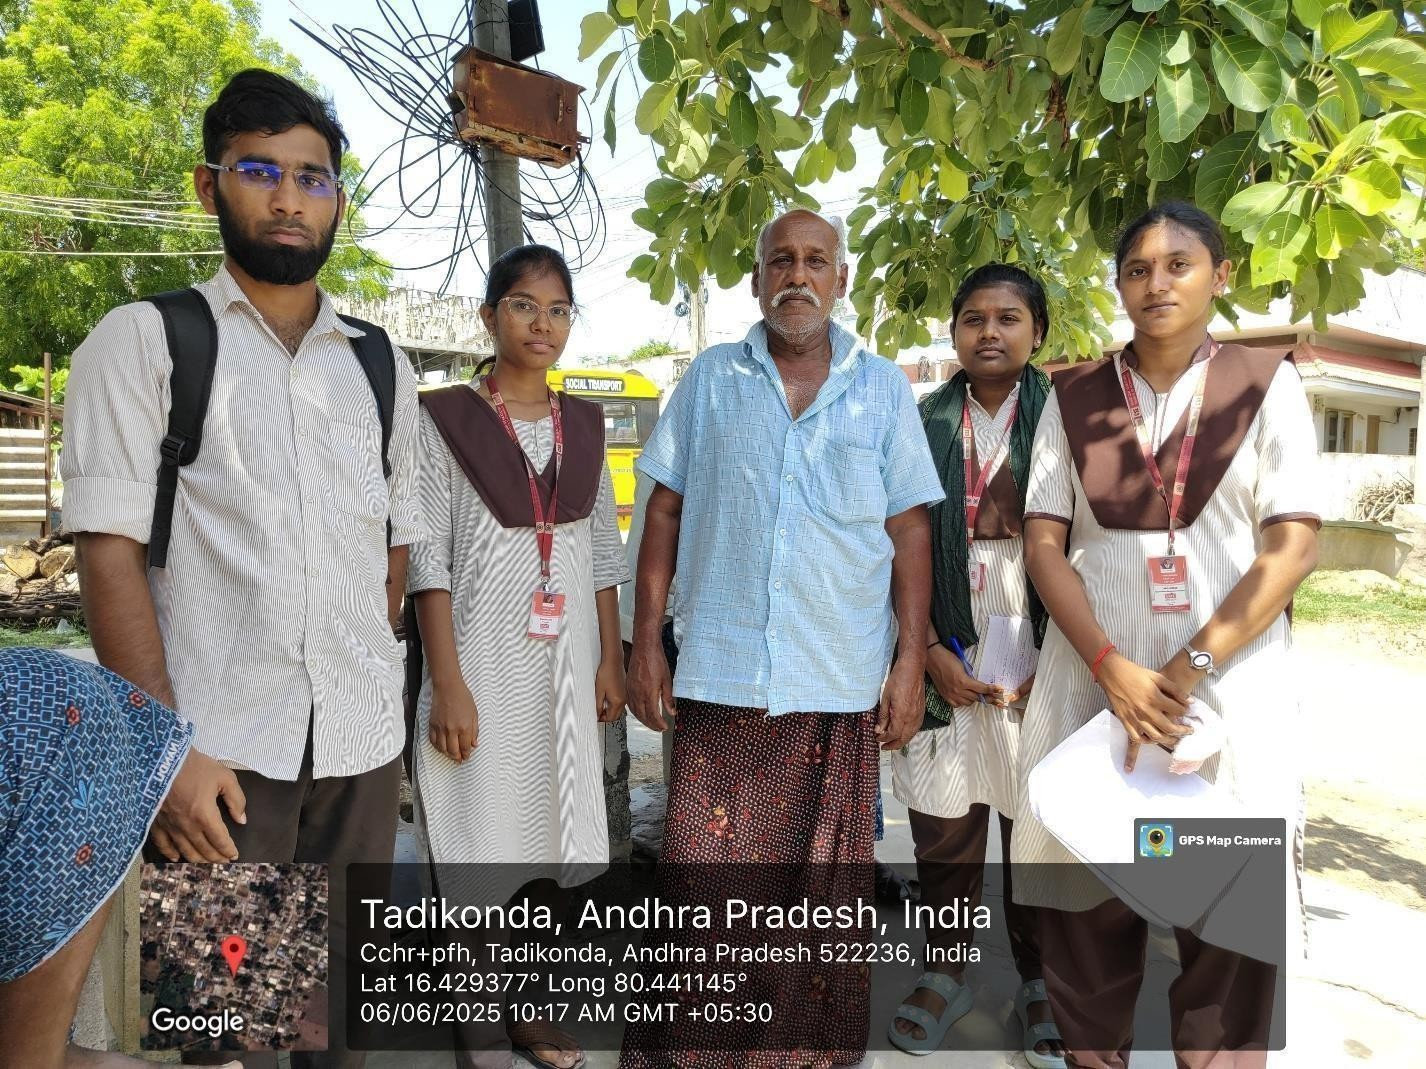 SOCIAL TRANSPORT
GPS Map Camera
Tadikonda, Andhra Pradesh, India
Cchr+pfh, Tadikonda, Andhra Pradesh 522236, India
Lat 16.429377° Long 80.441145°
06/06/2025 10:17 AM GMT +05:30
Google